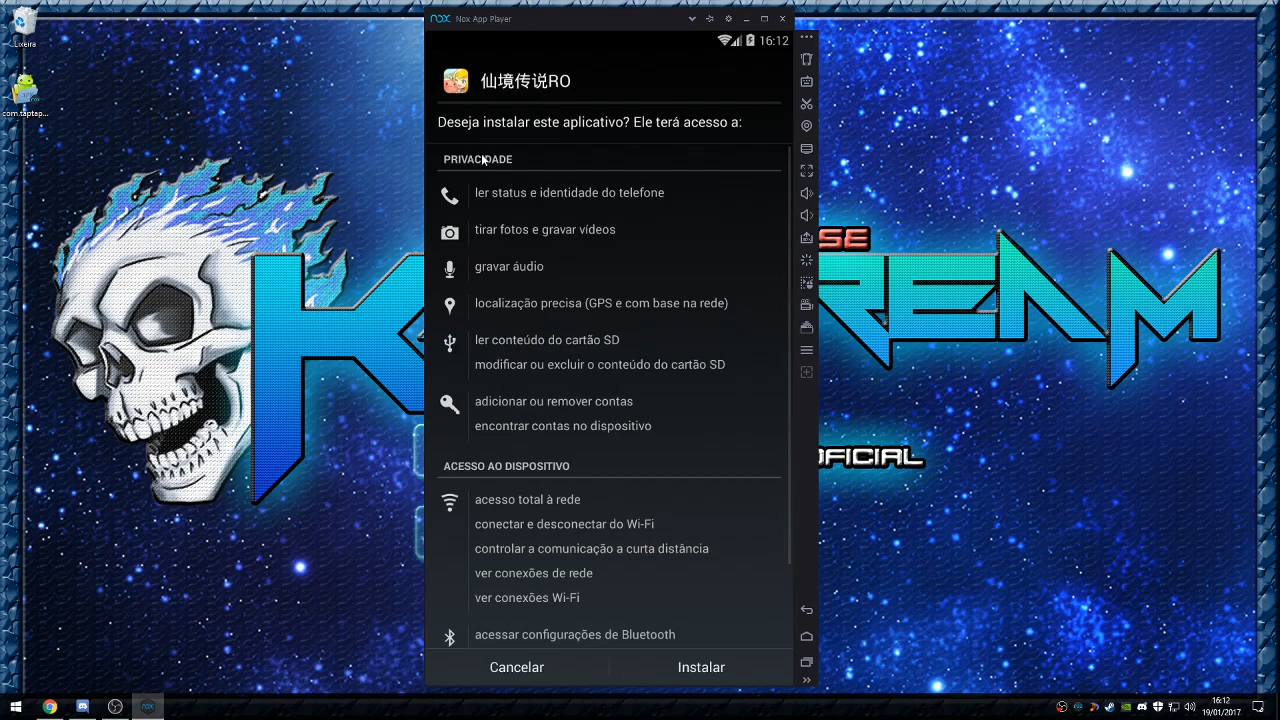 Lixeira
com.taptap...
nox Nox App Player
16:12
仙境传说RO
Deseja instalar este aplicativo? Ele terá acesso a:
PRIVACIDADE
ler status e identidade do telefone
tirar fotos e gravar vídeos
gravar áudio
localização precisa (GPS e com base na rede)
ler conteúdo do cartão SD
modificar ou excluir o conteúdo do cartão SD
adicionar ou remover contas
encontrar contas no dispositivo
ACESSO AO DISPOSITIVO
acesso total à rede
conectar e desconectar do Wi-Fi
controlar a comunicação a curta distância
ver conexões de rede
ver conexões Wi-Fi
acessar configurações de Bluetooth
Cancelar
Instalar
SE
K
REAM
OFICIAL
nox
16:12
19/01/2017